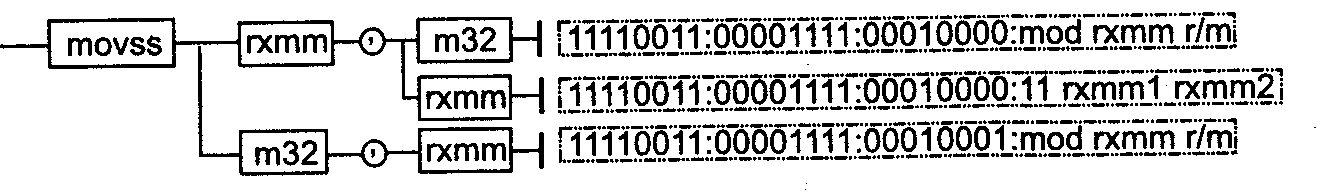 movss rxmm , m32 11110011:00001111:00010000:mod rxmm r/m
rxmm 11110011:00001111:00010000:11 rxmm1 rxmm2
m32 , rxmm 11110011:00001111:00010001:mod rxmm r/m